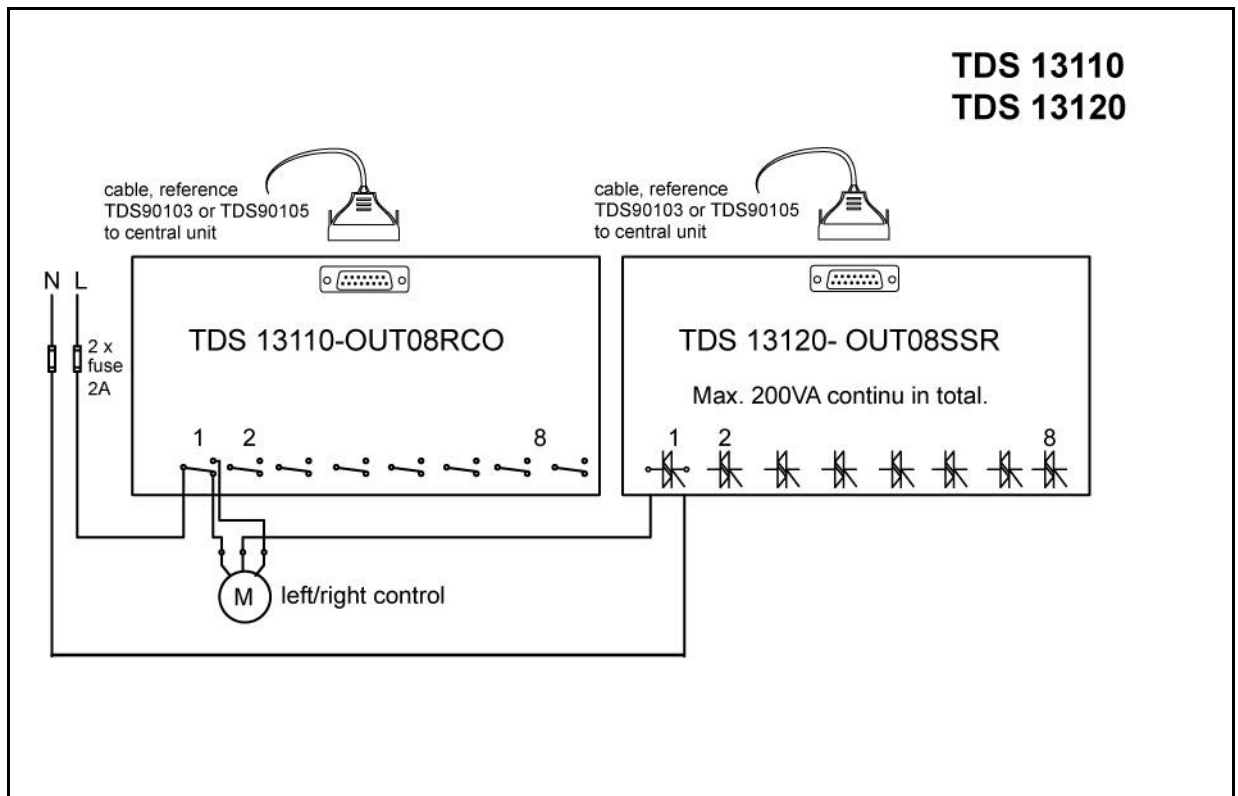 TDS 13110
TDS 13120
cable, reference
TDS90103 or TDS90105
to central unit
cable, reference
TDS90103 or TDS90105
to central unit
N L
2 x
fuse
2A
TDS 13110-OUT08RCO
1 2 8
TDS 13120- OUT08SSR
Max. 200VA continu in total.
1 2 8
M left/right control